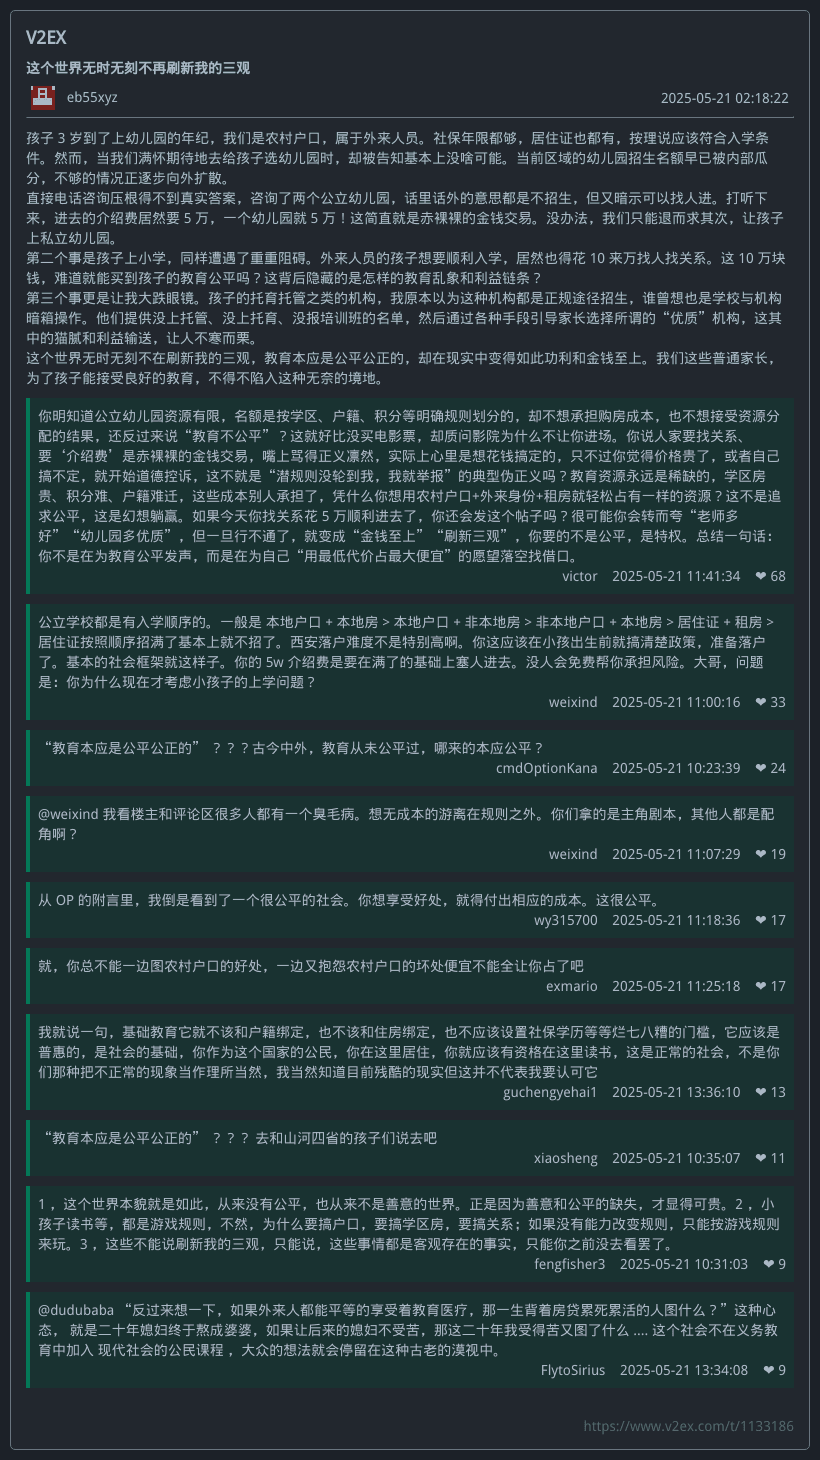 V2EX
这个世界无时无刻不再刷新我的三观
eb55xyz
2025-05-21 02:18:22
孩子 3 岁到了上幼儿园的年纪，我们是农村户口，属于外来人员。社保年限都够，居住证也都有，按理说应该符合入学条
件。然而，当我们满怀期待地去给孩子选幼儿园时，却被告知基本上没啥可能。当前区域的幼儿园招生名额早已被内部瓜
分，不够的情况正逐步向外扩散。
直接电话咨询压根得不到真实答案，咨询了两个公立幼儿园，话里话外的意思都是不招生，但又暗示可以找人进。打听下
来，进去的介绍费居然要 5 万，一个幼儿园就 5 万！这简直就是赤裸裸的金钱交易。没办法，我们只能退而求其次，让孩子
上私立幼儿园。
第二个事是孩子上小学，同样遭遇了重重阻碍。外来人员的孩子想要顺利入学，居然也得花 10 来万找人找关系。这 10 万块
钱，难道就能买到孩子的教育公平吗？这背后隐藏的是怎样的教育乱象和利益链条？
第三个事更是让我大跌眼镜。孩子的托育托管之类的机构，我原本以为这种机构都是正规途径招生，谁曾想也是学校与机构
暗箱操作。他们提供没上托管、没上托育、没报培训班的名单，然后通过各种手段引导家长选择所谓的“优质”机构，这其
中的猫腻和利益输送，让人不寒而栗。
这个世界无时无刻不在刷新我的三观，教育本应是公平公正的，却在现实中变得如此功利和金钱至上。我们这些普通家长，
为了孩子能接受良好的教育，不得不陷入这种无奈的境地。
你明知道公立幼儿园资源有限，名额是按学区、户籍、积分等明确规则划分的，却不想承担购房成本，也不想接受资源分
配的结果，还反过来说“教育不公平”？这就好比没买电影票，却质问影院为什么不让你进场。你说人家要找关系、
要‘介绍费’是赤裸裸的金钱交易，嘴上骂得正义凛然，实际上心里是想花钱搞定的，只不过你觉得价格贵了，或者自己
搞不定，就开始道德控诉，这不就是“潜规则没轮到我，我就举报”的典型伪正义吗？教育资源永远是稀缺的，学区房
贵、积分难、户籍难迁，这些成本别人承担了，凭什么你想用农村户口+外来身份+租房就轻松占有一样的资源？这不是追
求公平，这是幻想躺赢。如果今天你找关系花 5 万顺利进去了，你还会发这个帖子吗？很可能你会转而夸“老师多
好”“幼儿园多优质”，但一旦行不通了，就变成“金钱至上”“刷新三观”，你要的不是公平，是特权。总结一句话：
你不是在为教育公平发声，而是在为自己“用最低代价占最大便宜”的愿望落空找借口。
victor 2025-05-21 11:41:34 ❤ 68
公立学校都是有入学顺序的。一般是 本地户口 + 本地房 > 本地户口 + 非本地房 > 非本地户口 + 本地房 > 居住证 + 租房 >
居住证按照顺序招满了基本上就不招了。西安落户难度不是特别高啊。你这应该在小孩出生前就搞清楚政策，准备落户
了。基本的社会框架就这样子。你的 5w 介绍费是要在满了的基础上塞人进去。没人会免费帮你承担风险。大哥，问题
是：你为什么现在才考虑小孩子的上学问题？
weixind 2025-05-21 11:00:16 ❤ 33
“教育本应是公平公正的” ？？？古今中外，教育从未公平过，哪来的本应公平？
cmdOptionKana 2025-05-21 10:23:39 ❤ 24
@weixind 我看楼主和评论区很多人都有一个臭毛病。想无成本的游离在规则之外。你们拿的是主角剧本，其他人都是配
角啊？
weixind 2025-05-21 11:07:29 ❤ 19
从 OP 的附言里，我倒是看到了一个很公平的社会。你想享受好处，就得付出相应的成本。这很公平。
wy315700 2025-05-21 11:18:36 ❤ 17
就，你总不能一边图农村户口的好处，一边又抱怨农村户口的坏处便宜不能全让你占了吧
exmario 2025-05-21 11:25:18 ❤ 17
我就说一句，基础教育它就不该和户籍绑定，也不该和住房绑定，也不应该设置社保学历等等烂七八糟的门槛，它应该是
普惠的，是社会的基础，你作为这个国家的公民，你在这里居住，你就应该有资格在这里读书，这是正常的社会，不是你
们那种把不正常的现象当作理所当然，我当然知道目前残酷的现实但这并不代表我要认可它
guchengyehai1 2025-05-21 13:36:10 ❤ 13
“教育本应是公平公正的” ？？？去和山河四省的孩子们说去吧
xiaosheng 2025-05-21 10:35:07 ❤ 11
1 ，这个世界本貌就是如此，从来没有公平，也从来不是善意的世界。正是因为善意和公平的缺失，才显得可贵。2 ，小
孩子读书等，都是游戏规则，不然，为什么要搞户口，要搞学区房，要搞关系；如果没有能力改变规则，只能按游戏规则
来玩。3 ，这些不能说刷新我的三观，只能说，这些事情都是客观存在的事实，只能你之前没去看罢了。
fengfisher3 2025-05-21 10:31:03 ❤ 9
@dudubaba “反过来想一下，如果外来人都能平等的享受着教育医疗，那一生背着房贷累死累活的人图什么？”这种心
态， 就是二十年媳妇终于熬成婆婆，如果让后来的媳妇不受苦，那这二十年我受得苦又图了什么 .... 这个社会不在义务教
育中加入 现代社会的公民课程 ，大众的想法就会停留在这种古老的漠视中。
FlytoSirius 2025-05-21 13:34:08 ❤ 9
https://www.v2ex.com/t/1133186